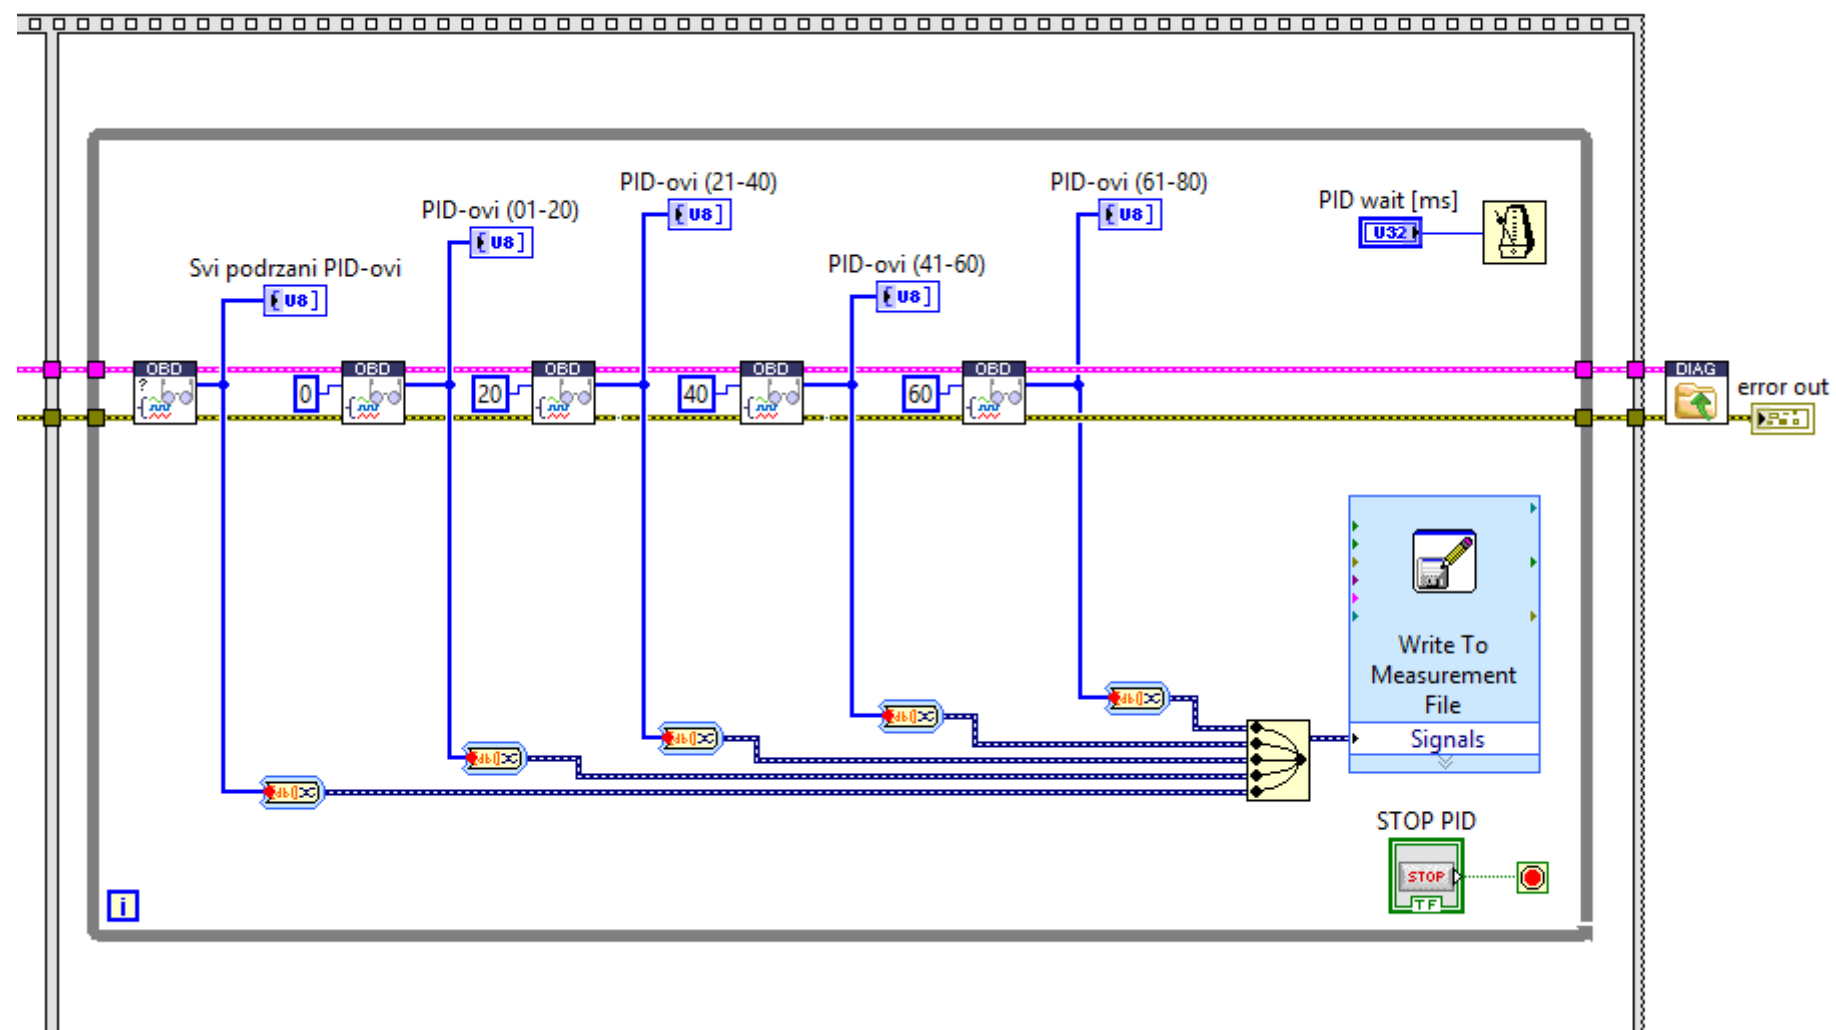 PID-ovi (21-40)
PID-ovi (61-80)
PID wait [ms]
PID-ovi (01-20)
U8
U8
U32
U8
Svi podrzani PID-ovi
PID-ovi (41-60)
U8
U8
OBD
OBD
OBD
OBD
OBD
DIAG
?
0
20
40
60
error out
Write To
Measurement
File
Signals
STOP PID
STOP
TF
i